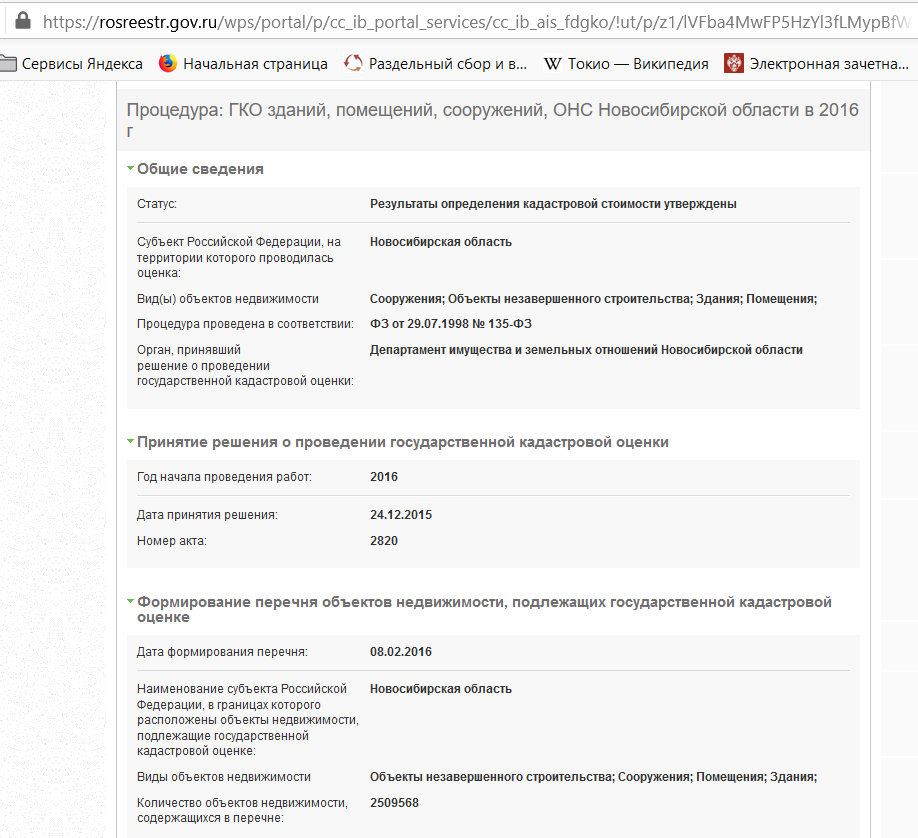 https://rosreestr.gov.ru/wps/portal/p/cc_ib_portal_services/cc_ib_ais_fdgko/!ut/p/z1/lVFba4MwFP5HzYl3fLMypBfW
Сервисы Яндекса Начальная страница Раздельный сбор и в... Токио — Википедия Электронная зачетна...
Процедура: ГКО зданий, помещений, сооружений, ОНС Новосибирской области в 2016
г
Общие сведения
Статус: Результаты определения кадастровой стоимости утверждены
Субъект Российской Федерации, на Новосибирская область
территории которого проводилась
оценка:
Вид(ы) объектов недвижимости Сооружения; Объекты незавершенного строительства; Здания; Помещения;
Процедура проведена в соответствии: ФЗ от 29.07.1998 № 135-ФЗ
Орган, принявший Департамент имущества и земельных отношений Новосибирской области
решение о проведении
государственной кадастровой оценки:
Принятие решения о проведении государственной кадастровой оценки
Год начала проведения работ: 2016
Дата принятия решения: 24.12.2015
Номер акта: 2820
Формирование перечня объектов недвижимости, подлежащих государственной кадастровой
оценке
Дата формирования перечня: 08.02.2016
Наименование субъекта Российской Новосибирская область
Федерации, в границах которого
расположены объекты недвижимости,
подлежащие государственной
кадастровой оценке:
Виды объектов недвижимости Объекты незавершенного строительства; Сооружения; Помещения; Здания;
Количество объектов недвижимости, 2509568
содержащихся в перечне: